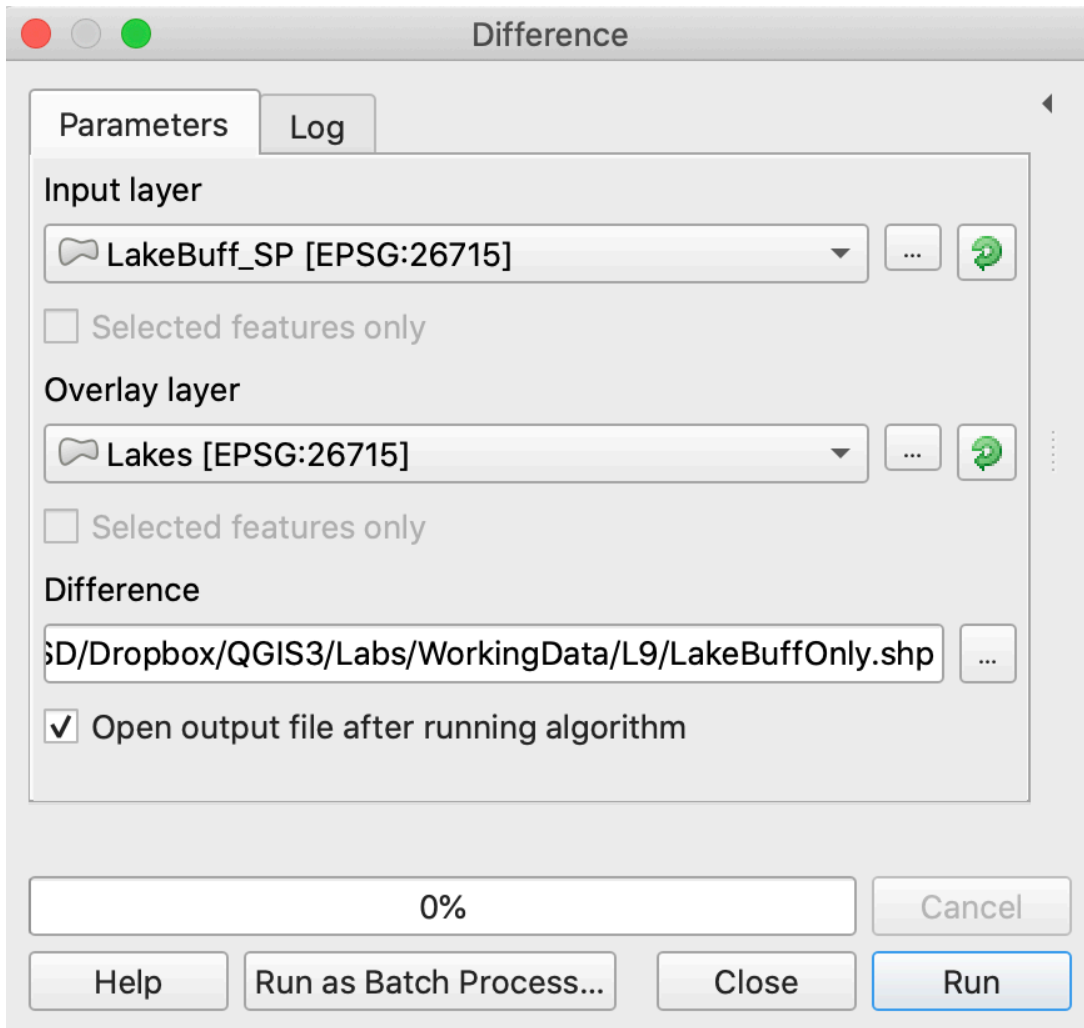 Difference
Parameters
Log
Input layer
LakeBuff_SP [EPSG:26715]
...
Selected features only
Overlay layer
Lakes [EPSG:26715]
...
Selected features only
Difference
SD/Dropbox/QGIS3/Labs/WorkingData/L9/LakeBuffOnly.shp
...
Open output file after running algorithm
0%
Cancel
Help
Run as Batch Process...
Close
Run